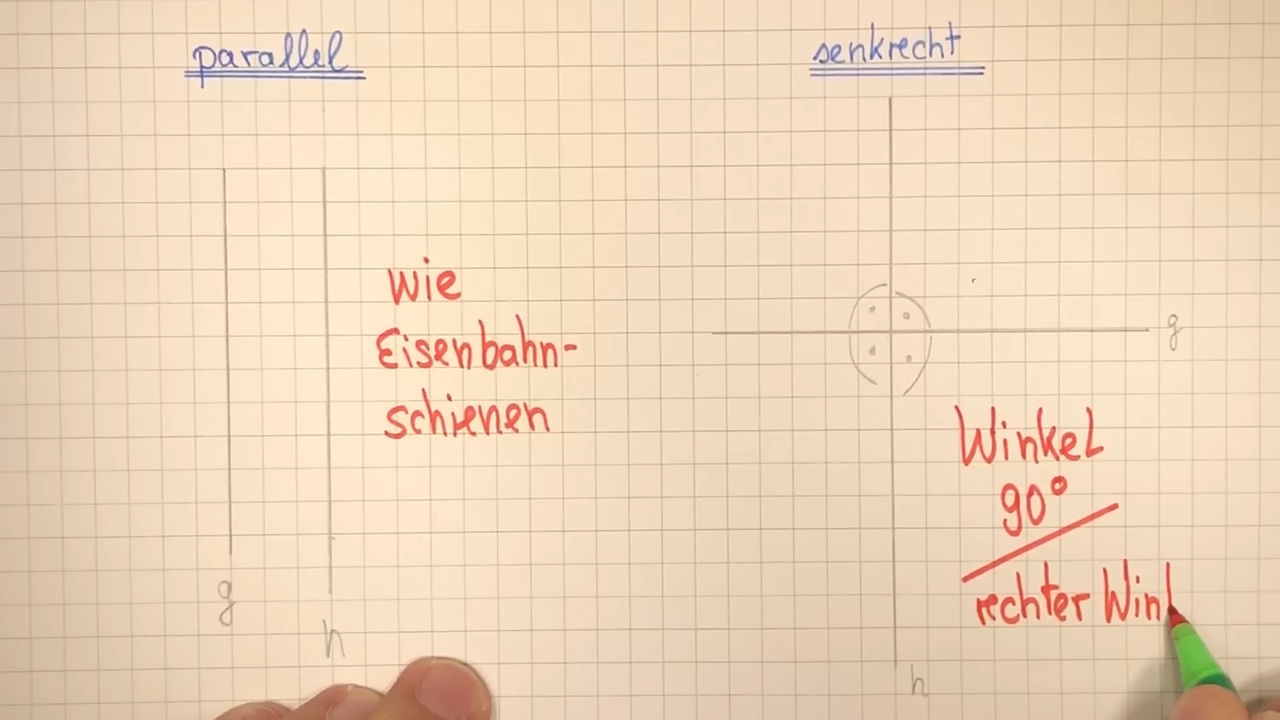 parallel
senkrecht
wie
Eisenbahn-
schienen
g
h
g
Winkel
90°
rechter Win
h